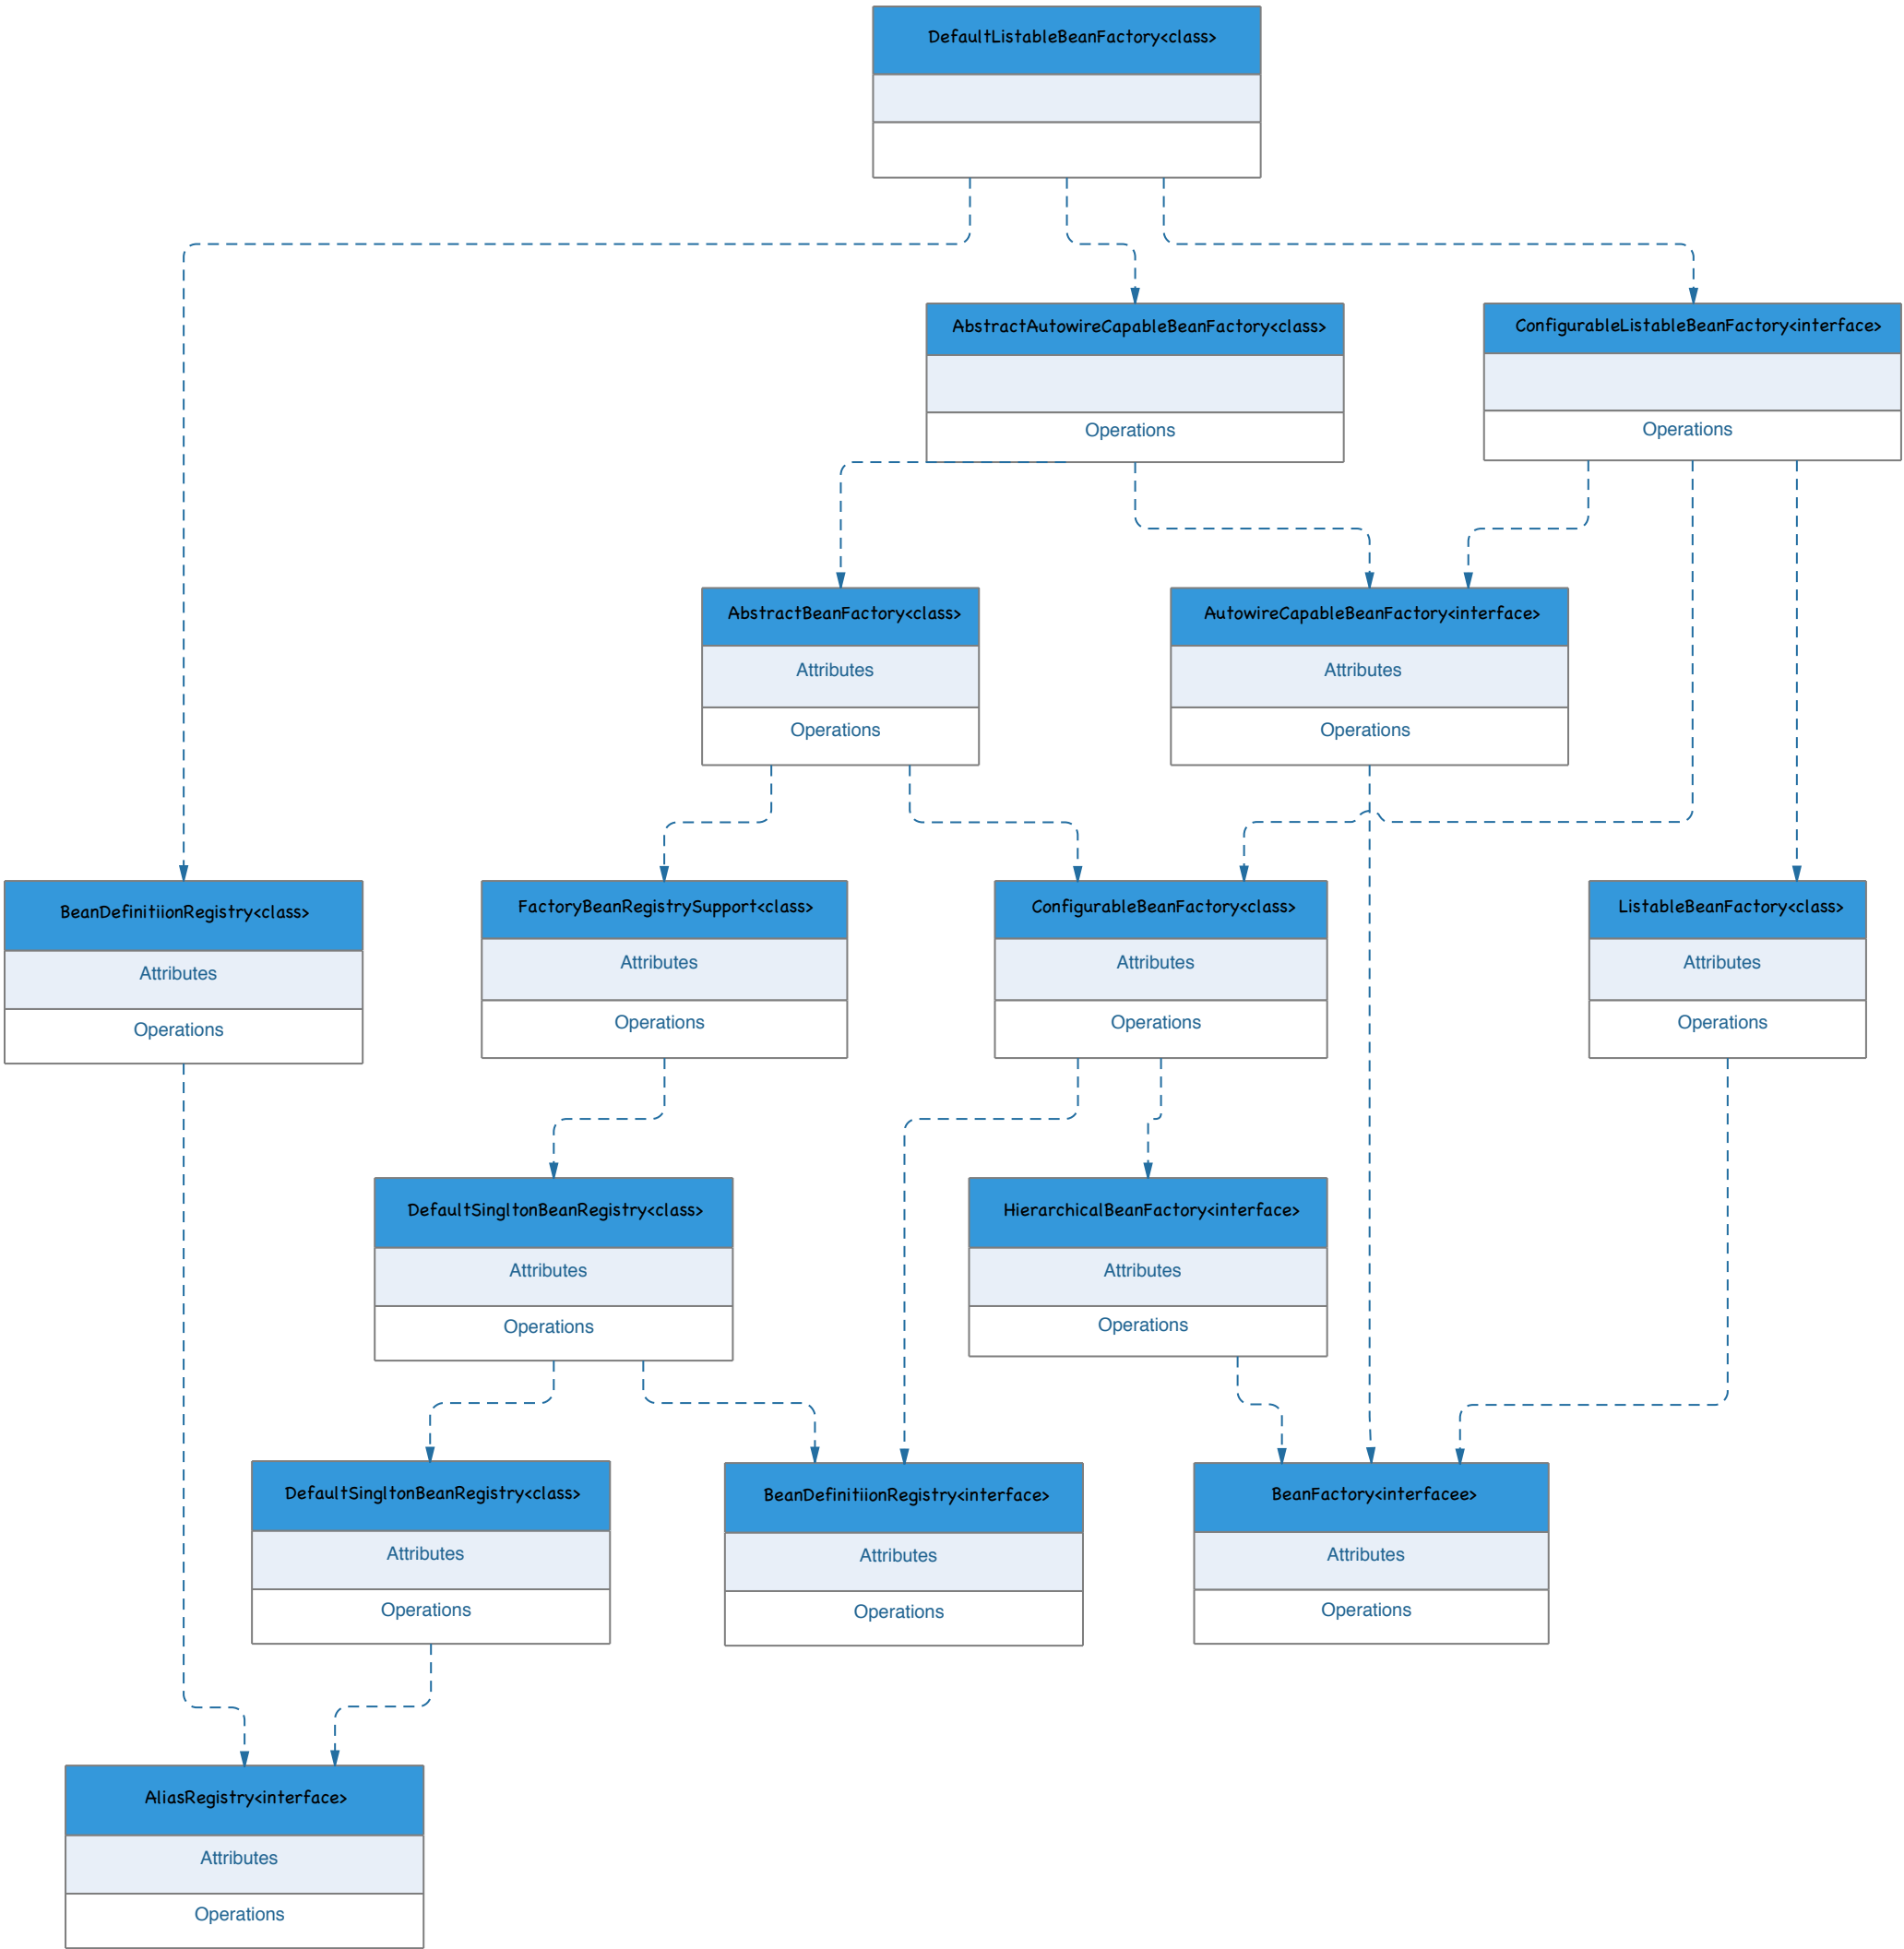 DefaultListableBeanFactory<class>
AbstractAutowireCapableBeanFactory<class>
Operations
ConfigurableListableBeanFactory<interface>
Operations
AbstractBeanFactory<class>
Attributes
Operations
AutowireCapableBeanFactory<interface>
Attributes
Operations
BeanDefinitiionRegistry<class>
Attributes
Operations
FactoryBeanRegistrySupport<class>
Attributes
Operations
ConfigurableBeanFactory<class>
Attributes
Operations
ListableBeanFactory<class>
Attributes
Operations
DefaultSingltonBeanRegistry<class>
Attributes
Operations
HierarchicalBeanFactory<interface>
Attributes
Operations
DefaultSingltonBeanRegistry<class>
Attributes
Operations
BeanDefinitiionRegistry<interface>
Attributes
Operations
BeanFactory<interfacee>
Attributes
Operations
AliasRegistry<interface>
Attributes
Operations